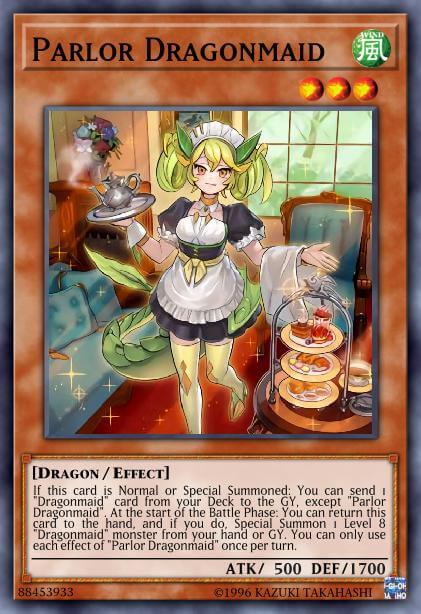 PARLOR DRAGONMAID
WIND
風
[DRAGON / EFFECT]
If this card is Normal or Special Summoned: You can send 1
"Dragonmaid" card from your Deck to the GY, except "Parlor
Dragonmaid". At the start of the Battle Phase: You can return this
card to the hand, and if you do, Special Summon 1 Level 8
"Dragonmaid" monster from your hand or GY. You can only use
each effect of "Parlor Dragonmaid" once per turn.
ATK/ 500 DEF/1700
88453933
©1996 KAZUKI TAKAHASHI